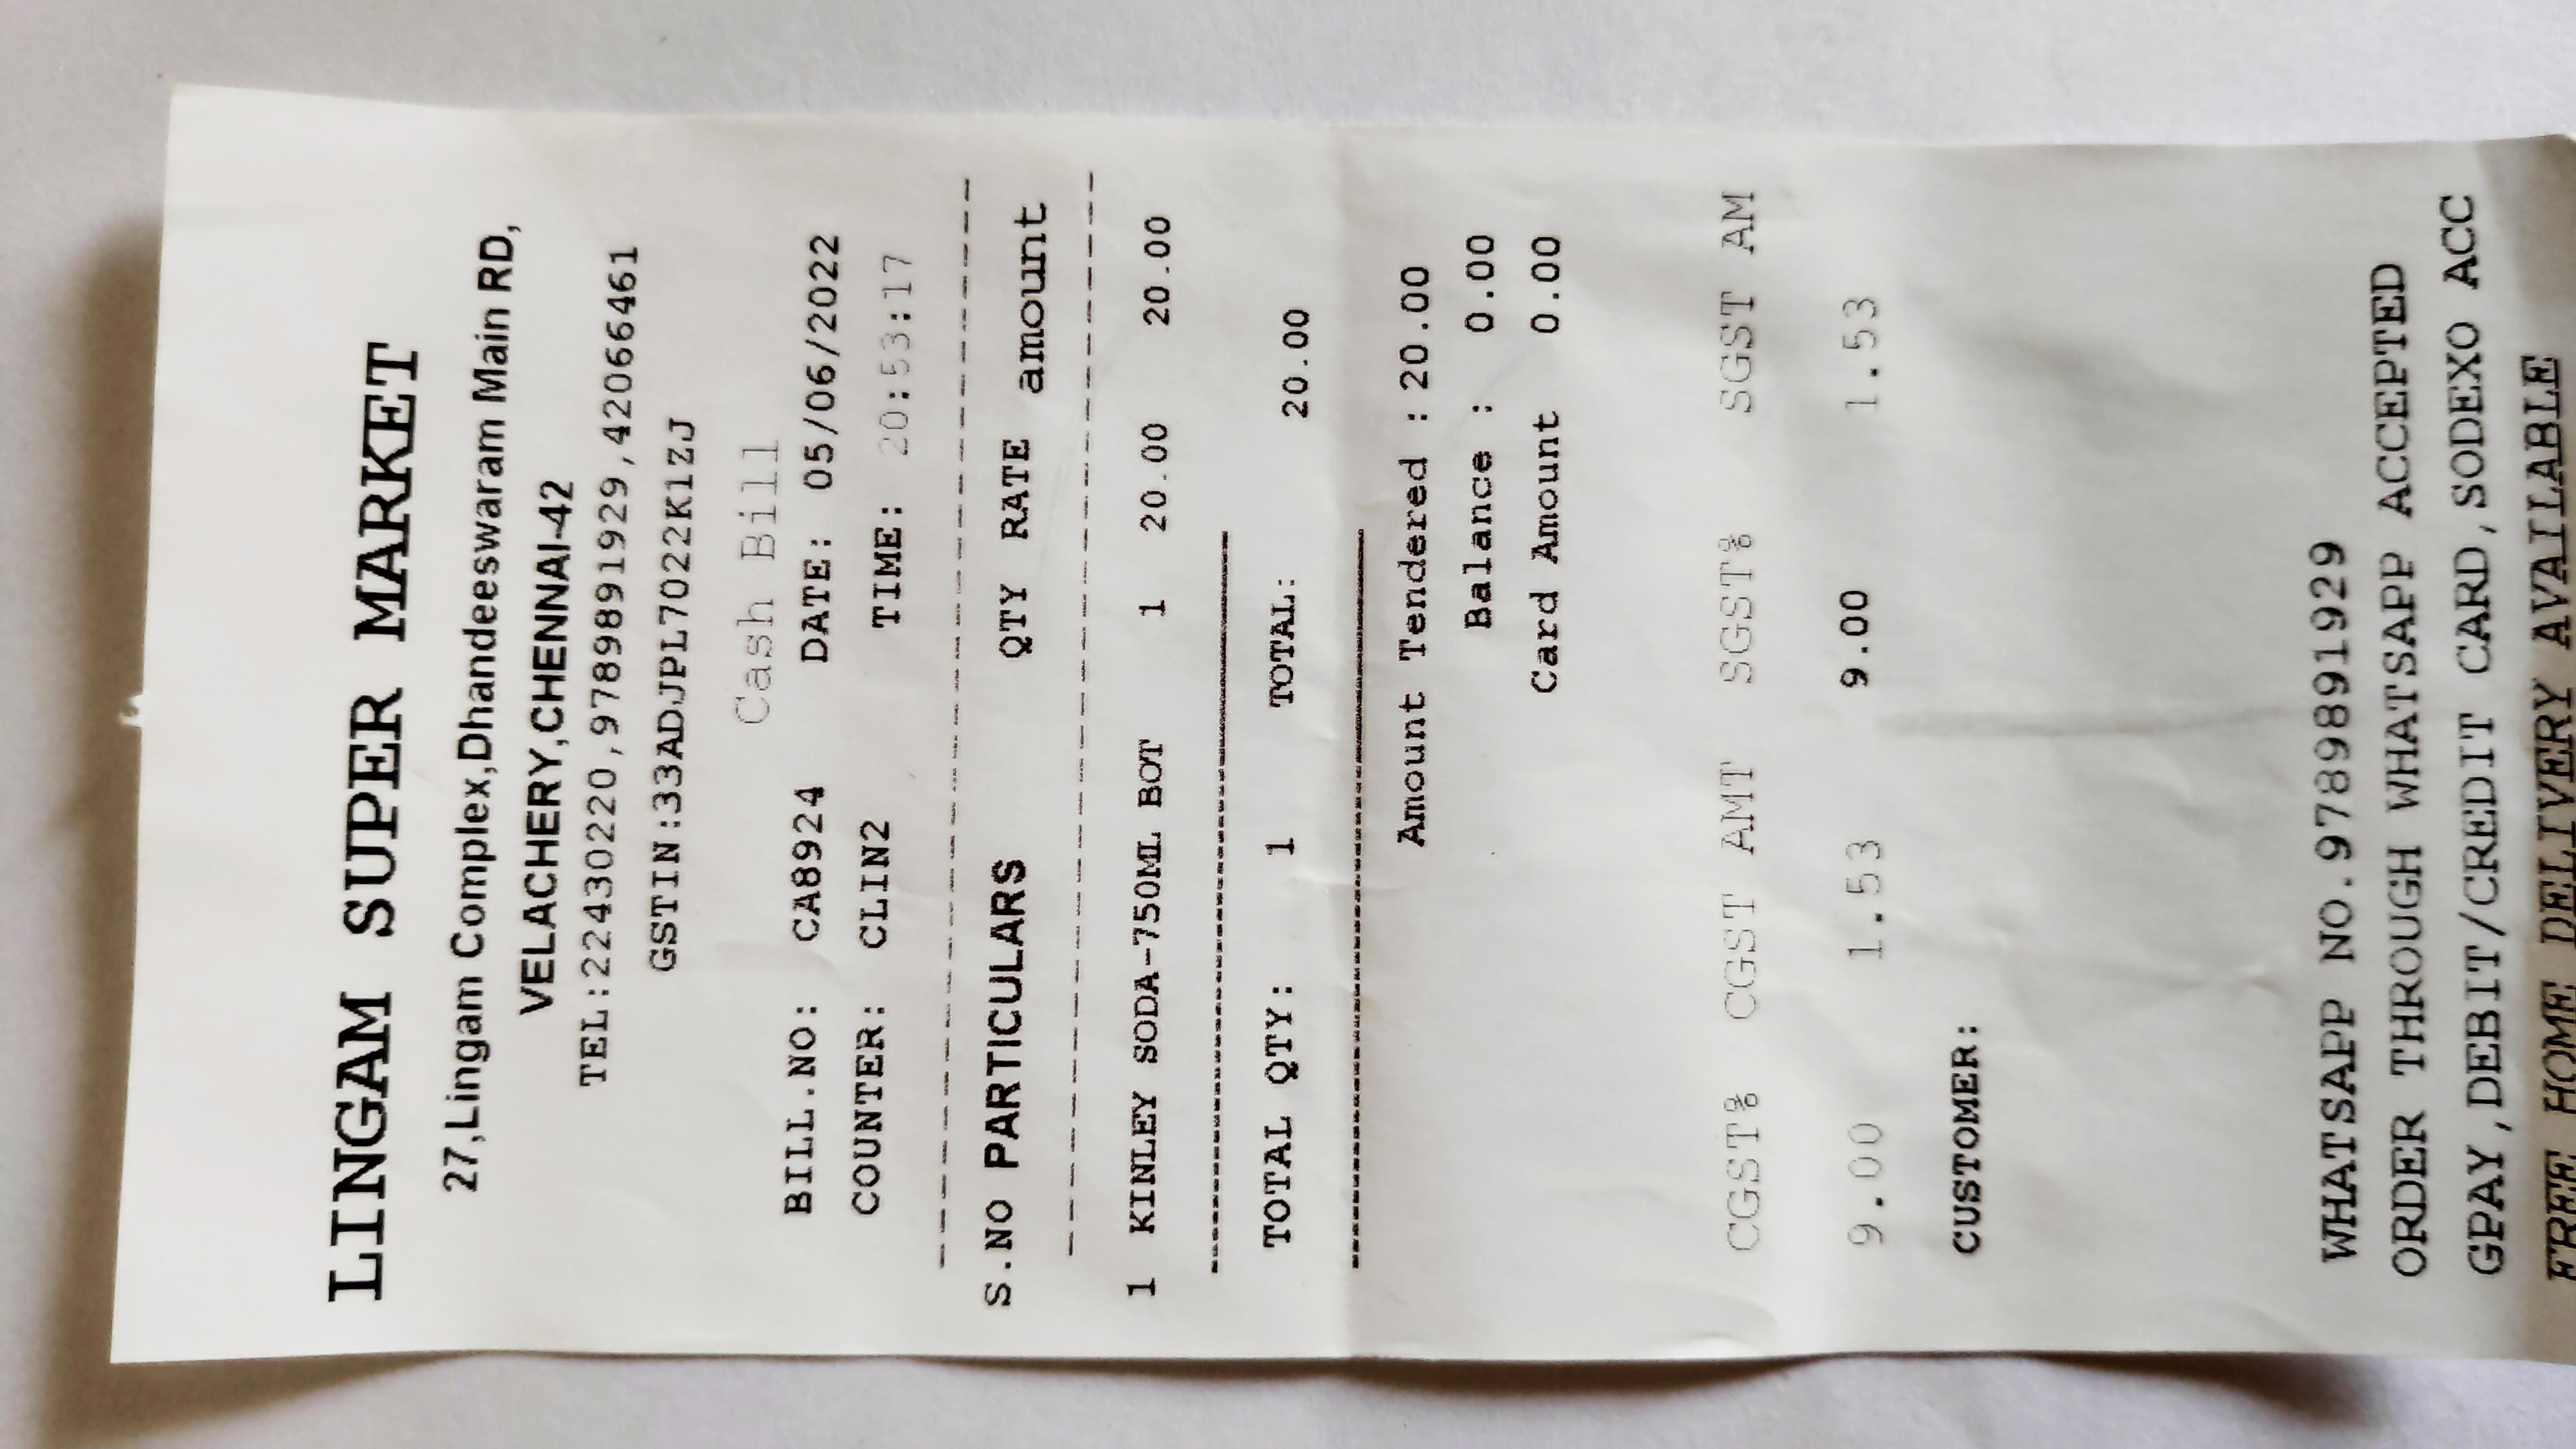 LINGAM SUPER MARKET
27,Lingam Complex,Dhandeeswaram Main RD,
VELACHERY,CHENNAI-42
TEL:22430220,9789891929,42066461
GSTIN:33ADJPL7022K1ZJ
Cash Bill
BILL.NO: CA8924 DATE: 05/06/2022
COUNTER: CLIN2 TIME: 20:53:17
S.NO PARTICULARS QTY RATE amount
1 KINLEY SODA-750ML BOT 1 20.00 20.00
TOTAL QTY: 1 TOTAL: 20.00
Amount Tendered : 20.00
Balance : 0.00
Card Amount 0.00
CGST% CGST AMT SGST% SGST AM
9.00 1.53 9.00 1.53
CUSTOMER:
WHATSAPP NO.9789891929
ORDER THROUGH WHATSAPP ACCEPTED
GPAY,DEBIT/CREDIT CARD,SODEXO ACC
FREE HOME DELIVERY AVAILABLE